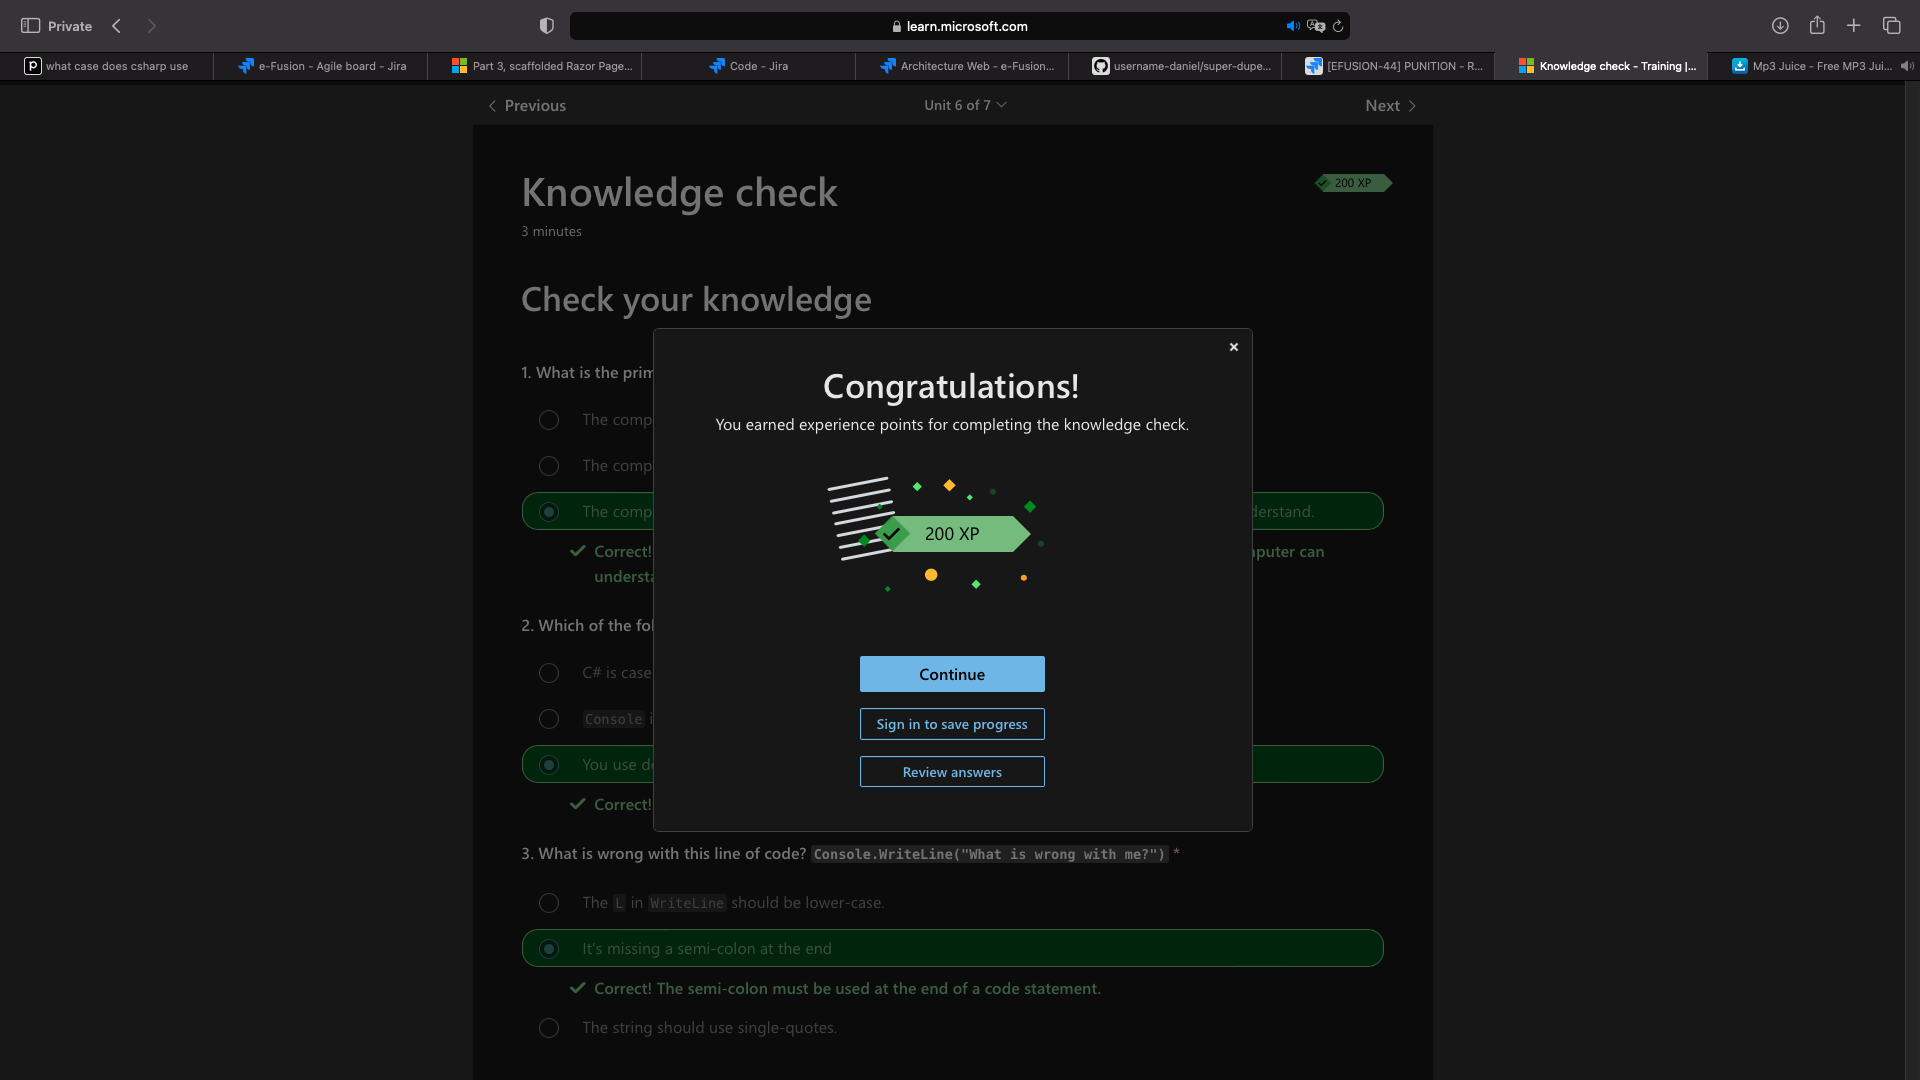 Private
learn.microsoft.com
what case does csharp use
e-Fusion - Agile board - Jira
Part 3, scaffolded Razor Page...
Code - Jira
Architecture Web - e-Fusion...
username-daniel/super-dupe...
[EFUSION-44] PUNITION - R...
Knowledge check - Training |...
Mp3 Juice - Free MP3 Jui...
Previous
Unit 6 of 7
Next
Knowledge check
200 XP
3 minutes
Check your knowledge
1. What is the prim
The comp
The comp
The comp
derstand.
Correct!
puter can
understa
2. Which of the fol
C# is case
Console i
You use de
Correct!
Congratulations!
You earned experience points for completing the knowledge check.
200 XP
Continue
Sign in to save progress
Review answers
3. What is wrong with this line of code? Console.WriteLine("What is wrong with me?") *
The L in WriteLine should be lower-case.
It's missing a semi-colon at the end
Correct! The semi-colon must be used at the end of a code statement.
The string should use single-quotes.